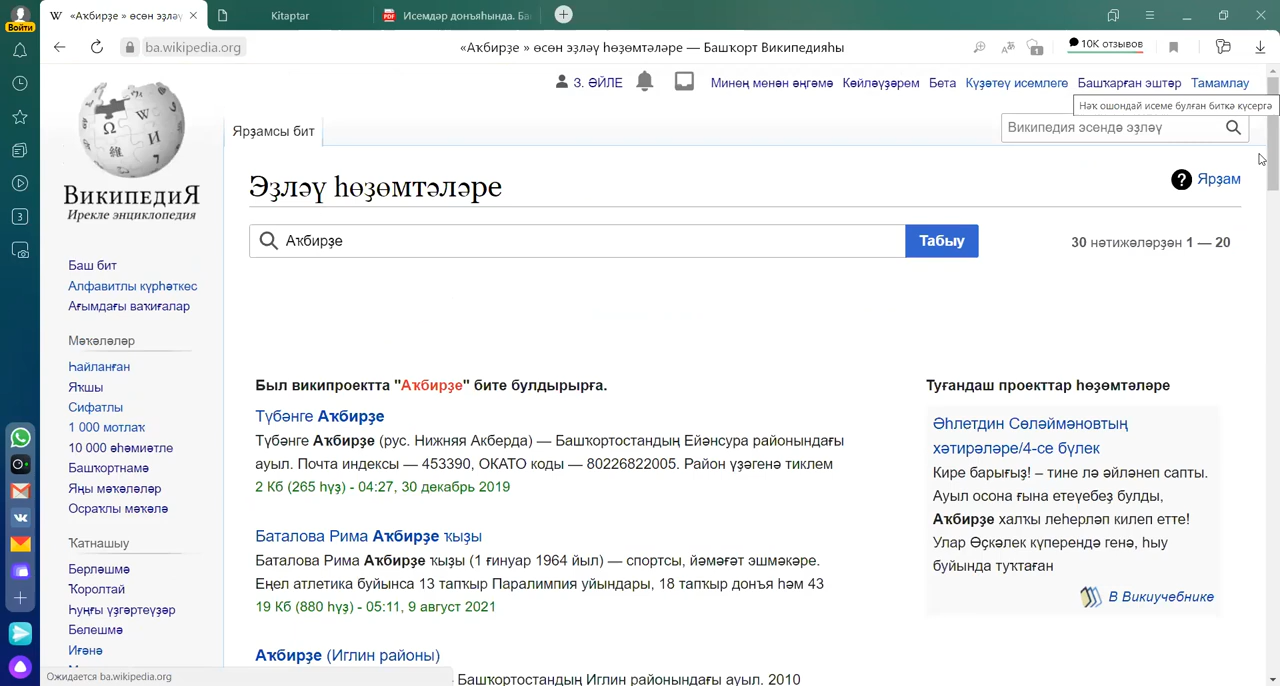 Войти
«Аҡбирҙе » өсөн эҙләү
Kitaptar
Исемдәр донъяһында. Ба
ba.wikipedia.org
«Аҡбирҙе » өсөн эҙләү һөҙөмтәләре — Башҡорт Википедияһы
10K отзывов
З. ӘЙЛЕ
Минең менән әңгәмә
Көйләүҙәрем
Бета
Күҙәтеү исемлеге
Башҡарған эштәр
Тамамлау
Нәҡ ошондай исеме булған биткә күсергә
Ярҙамсы бит
Википедия эсендә эҙләү
ВикипедиЯ
Ирекле энциклопедия
Эҙләү һөҙөмтәләре
Ярҙам
Аҡбирҙе
Табыу
30 нәтижәләрҙән 1 — 20
Баш бит
Алфавитлы күрһәткес
Ағымдағы ваҡиғалар
Мәҡәләләр
Һайланған
Яҡшы
Сифатлы
1 000 мотлаҡ
10 000 әһәмиәтле
Башҡортнамә
Яңы мәҡәләләр
Осраҡлы мәҡәлә
Ҡатнашыу
Берләшмә
Ҡоролтай
Һуңғы үҙгәртеүҙәр
Белешмә
Иғәнә
Был википроектта "Аҡбирҙе" бите булдырырға.
Түбәнге Аҡбирҙе
Түбәнге Аҡбирҙе (рус. Нижняя Акберда) — Башҡортостандың Ейәнсура районындағы
ауыл. Почта индексы — 453390, ОКАТО коды — 80226822005. Район үҙәгенә тиклем
2 Кб (265 һүҙ) - 04:27, 30 декабрь 2019
Баталова Рима Аҡбирҙе ҡыҙы
Баталова Рима Аҡбирҙе ҡыҙы (1 ғинуар 1964 йыл) — спортсы, йәмәғәт эшмәкәре.
Еңел атлетика буйынса 13 тапҡыр Паралимпия уйындары, 18 тапҡыр донъя һәм 43
19 Кб (880 һүҙ) - 05:11, 9 август 2021
Аҡбирҙе (Иглин районы)
Башҡортостандың Иглин районындағы ауыл. 2010
Туғандаш проекттар һөҙөмтәләре
Әһлетдин Сөләймәновтың
хәтирәләре/4-се бүлек
Кире барығыҙ! – тине лә әйләнеп сапты.
Ауыл осона ғына етеүебеҙ булды,
Аҡбирҙе халҡы леһерләп килеп етте!
Улар Өҫкәлек күперендә генә, һыу
буйында туҡтаған
В Викиучебнике
Ожидается ba.wikipedia.org